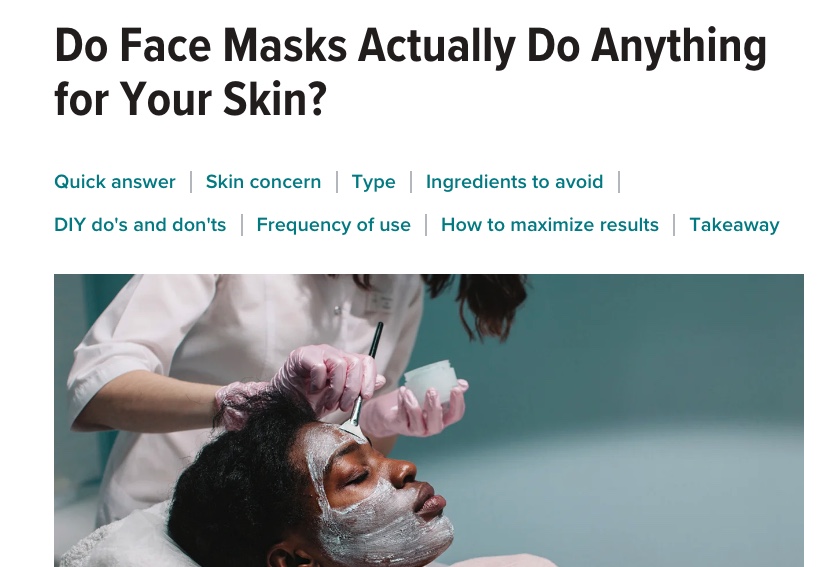 Do Face Masks Actually Do Anything
for Your Skin?
Quick answer | Skin concern | Type | Ingredients to avoid |
DIY do's and don'ts | Frequency of use | How to maximize results | Takeaway